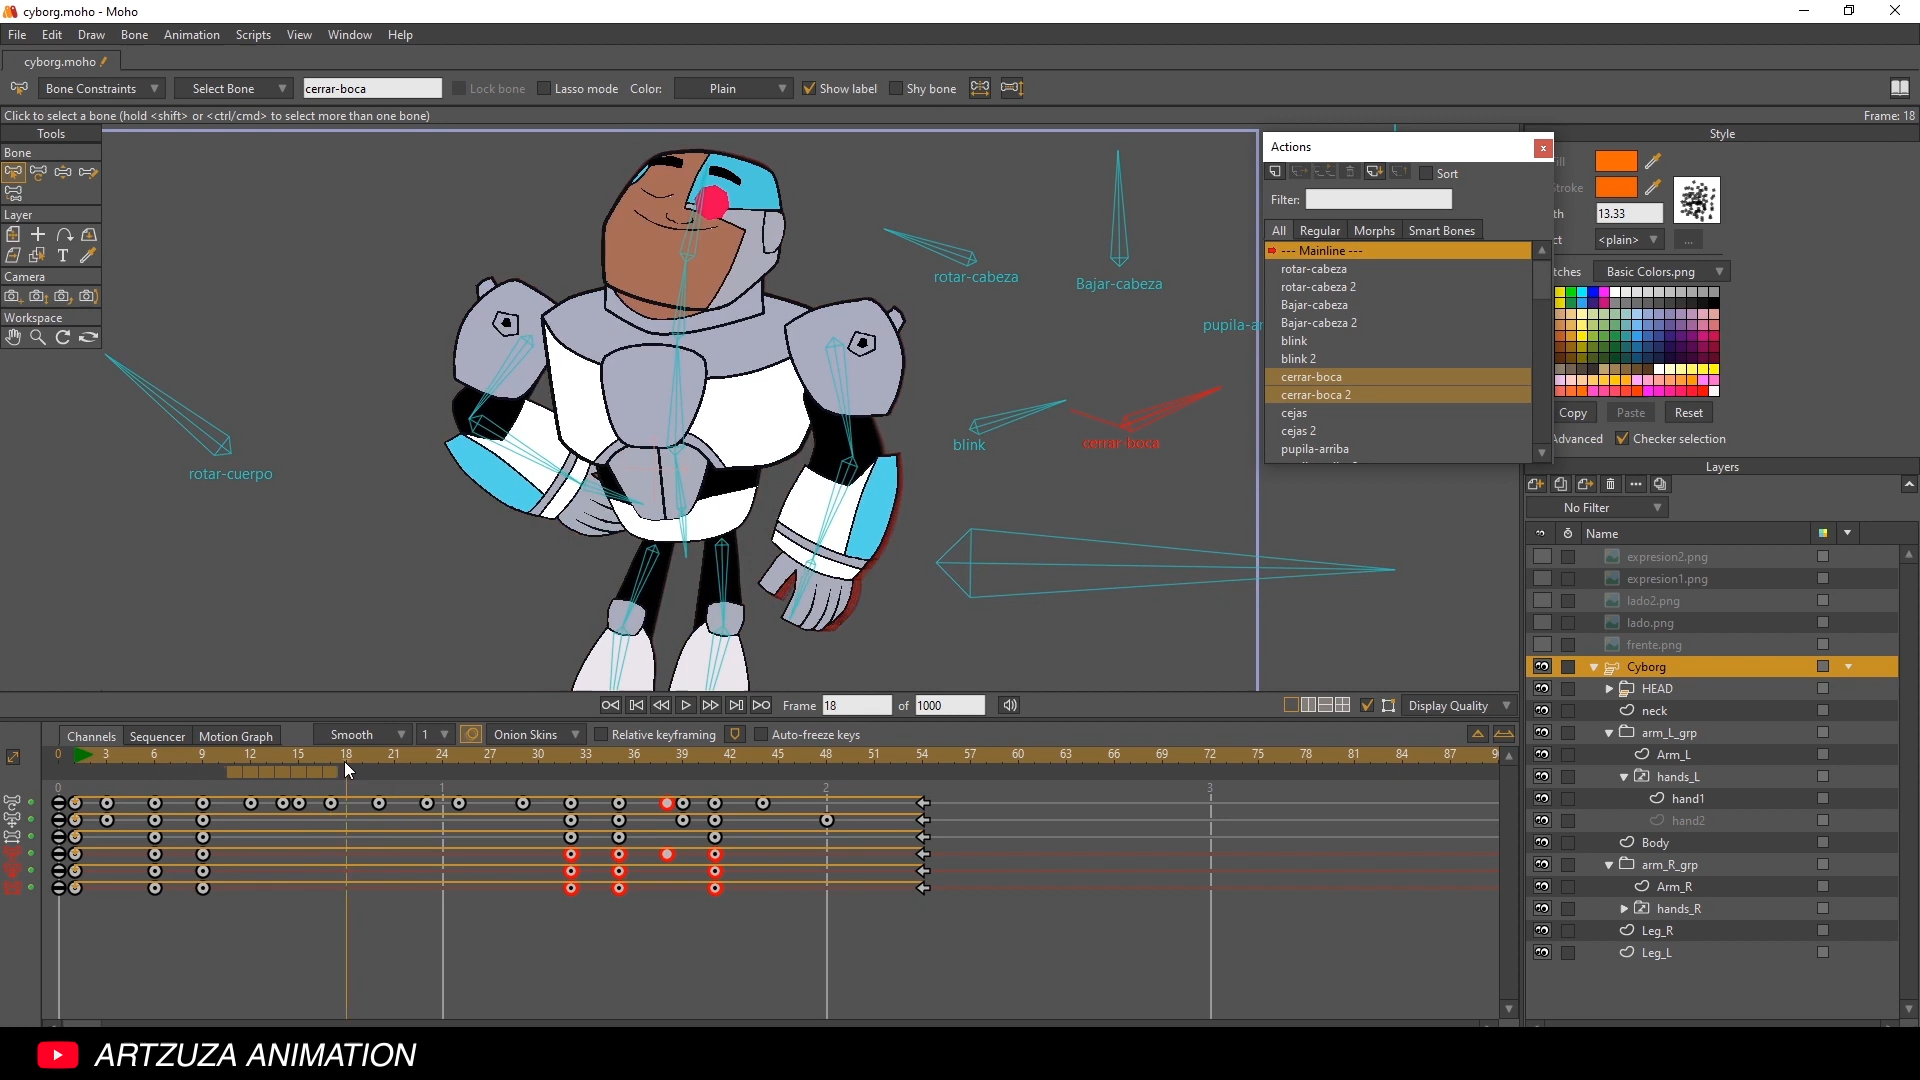 cyborg.moho - Moho
File Edit Draw Bone Animation Scripts View Window Help
cyborg.moho
Bone Constraints Select Bone cerrar-boca Lock bone Lasso mode Color: Plain Show label Shy bone
Click to select a bone (hold <shift> or <ctrl/cmd> to select more than one bone) Frame: 18
Tools
Bone
Layer
T
Camera
Workspace
rotar-cuerpo
rotar-cabeza
Bajar-cabeza
blink
cerrar-boca
Actions
Sort
Filter:
All Regular Morphs Smart Bones
--- Mainline ---
rotar-cabeza
rotar-cabeza 2
Bajar-cabeza
Bajar-cabeza 2
blink
blink 2
cerrar-boca
cerrar-boca 2
cejas
cejas 2
pupila-arriba
Style
13.33
<plain> ...
Basic Colors.png
Copy Paste Reset
Advanced Checker selection
Layers
No Filter
Name
expresion2.png
expresion1.png
lado2.png
lado.png
frente.png
Cyborg
HEAD
neck
arm_L_grp
Arm_L
hands_L
hand1
hand2
Body
arm_R_grp
Arm_R
hands_R
Leg_R
Leg_L
Frame 18 of 1000 Display Quality
Channels Sequencer Motion Graph Smooth 1 Onion Skins Relative keyframing Auto-freeze keys
0 3 6 9 12 15 18 21 24 27 30 33 36 39 42 45 48 51 54 57 60 63 66 69 72 75 78 81 84 87
0 1 2 3
ARTZUZA ANIMATION